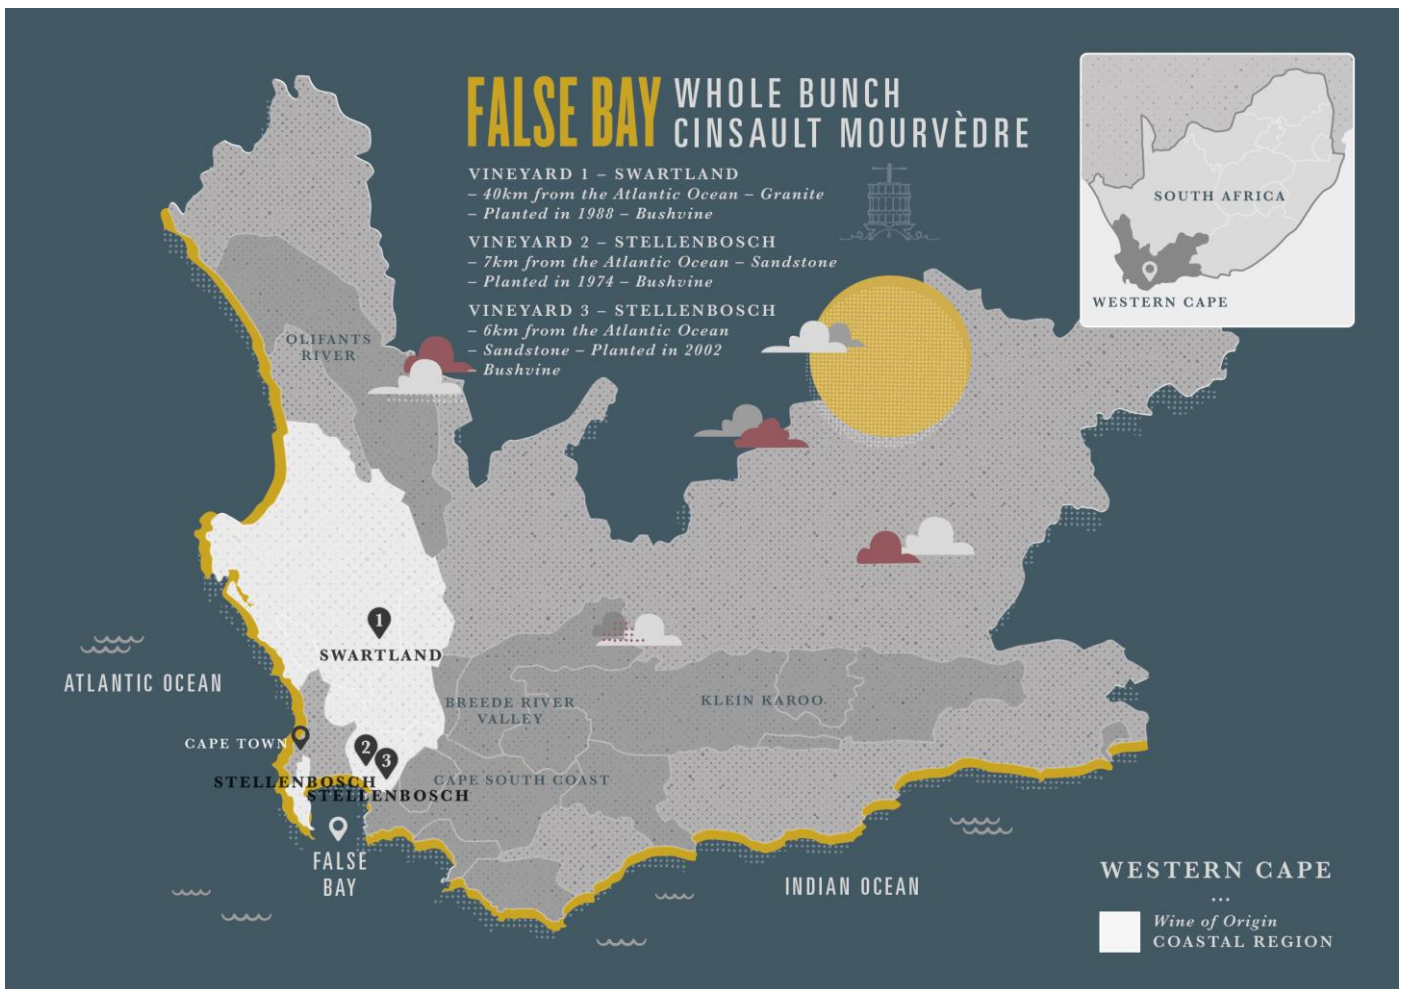 FALSE BAY WHOLE BUNCH
CINSAULT MOURVÈDRE
VINEYARD 1 – SWARTLAND
– 40km from the Atlantic Ocean – Granite
– Planted in 1988 – Bushvine
VINEYARD 2 – STELLENBOSCH
– 7km from the Atlantic Ocean – Sandstone
– Planted in 1974 – Bushvine
VINEYARD 3 – STELLENBOSCH
– 6km from the Atlantic Ocean
– Sandstone – Planted in 2002
– Bushvine
SOUTH AFRICA
WESTERN CAPE
OLIFANTS
RIVER
1
SWARTLAND
ATLANTIC OCEAN
BREEDE RIVER
VALLEY
KLEIN KAROO
CAPE TOWN
2
3
STELLENBOSCH
STELLENBOSCH
CAPE SOUTH COAST
FALSE
BAY
INDIAN OCEAN
WESTERN CAPE
...
Wine of Origin
COASTAL REGION